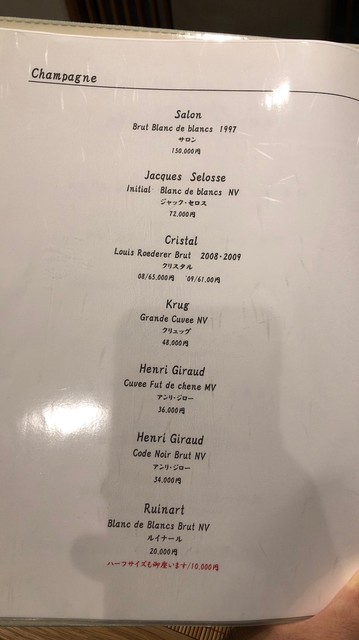 Champagne
Salon
Brut Blanc de blancs 1997
サロン
150,000円
Jacques Selosse
Initial Blanc de blancs NV
ジャック・セロス
72,000円
Cristal
Louis Roederer Brut 2008・2009
クリスタル
08/65,000円 '09/61,00円
Krug
Grande Cuvee NV
クリュッグ
48,000円
Henri Giraud
Cuvee Fut de chene MV
アンリ・ジロー
36,000円
Henri Giraud
Code Noir Brut NV
アンリ・ジロー
34,000円
Ruinart
Blanc de Blancs Brut NV
ルイナール
20,000円
ハーフサイズも御座います/10,000円